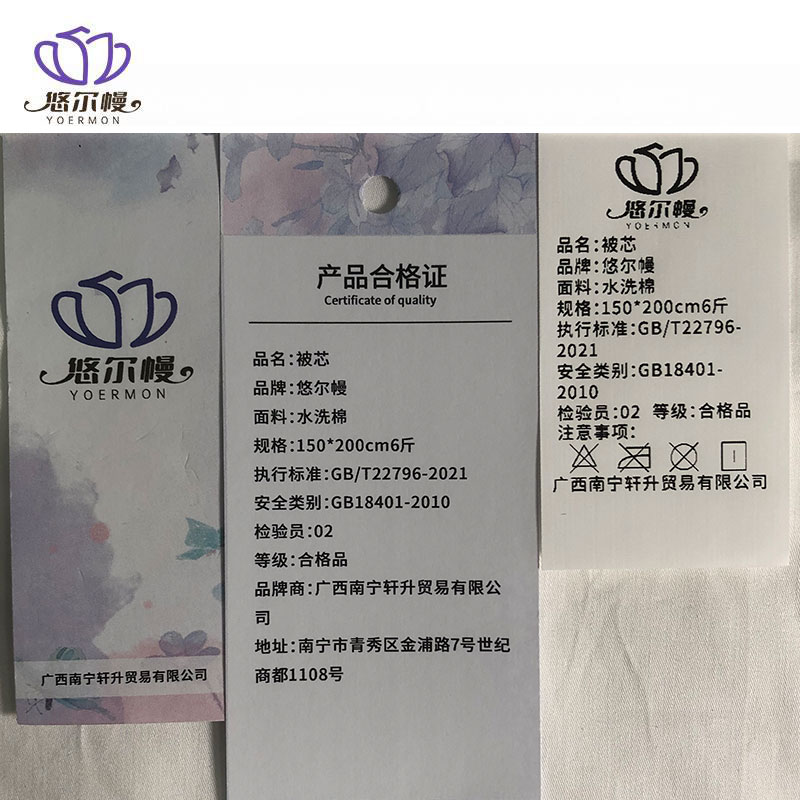 悠尔幔
YOERMON
悠尔幔
YOERMON
广西南宁轩升贸易有限公司
产品合格证
Certificate of quality
品名:被芯
品牌:悠尔幔
面料:水洗棉
规格:150*200cm6斤
执行标准:GB/T22796-2021
安全类别:GB18401-2010
检验员:02
等级:合格品
品牌商:广西南宁轩升贸易有限公
司
地址:南宁市青秀区金浦路7号世纪
商都1108号
悠尔幔
YOERMON
品名:被芯
品牌:悠尔幔
面料:水洗棉
规格:150*200cm6斤
执行标准:GB/T22796-
2021
安全类别:GB18401-
2010
检验员:02 等级:合格品
注意事项:
广西南宁轩升贸易有限公司